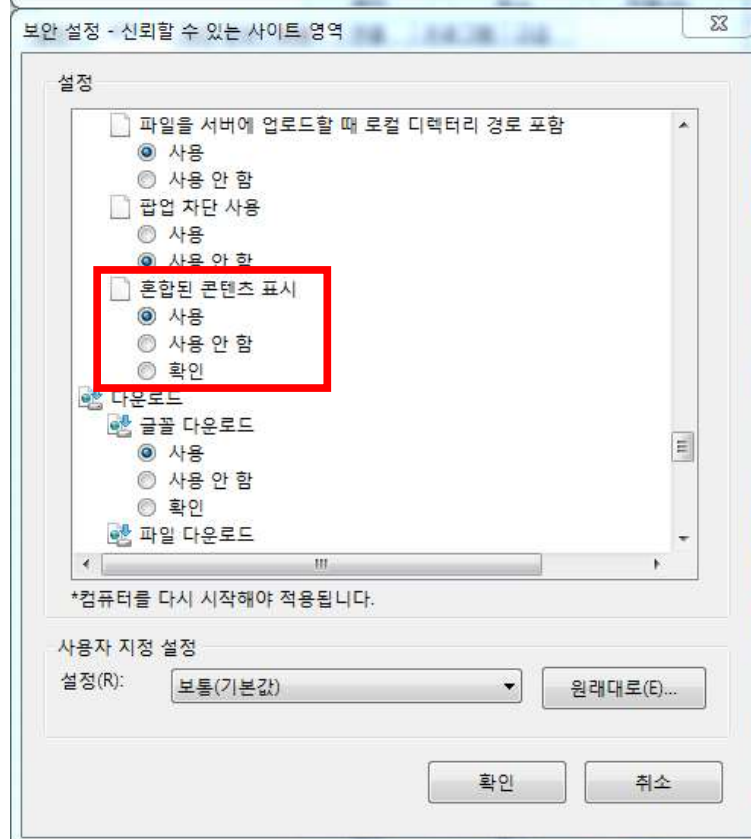 보안 설정 - 신뢰할 수 있는 사이트 영역
설정
파일을 서버에 업로드할 때 로컬 디렉터리 경로 포함
사용
사용 안 함
팝업 차단 사용
사용
사용 안 함
혼합된 콘텐츠 표시
사용
사용 안 함
확인
다운로드
글꼴 다운로드
사용
사용 안 함
확인
파일 다운로드
*컴퓨터를 다시 시작해야 적용됩니다.
사용자 지정 설정
설정(R): 보통(기본값) 원래대로(E)...
확인 취소